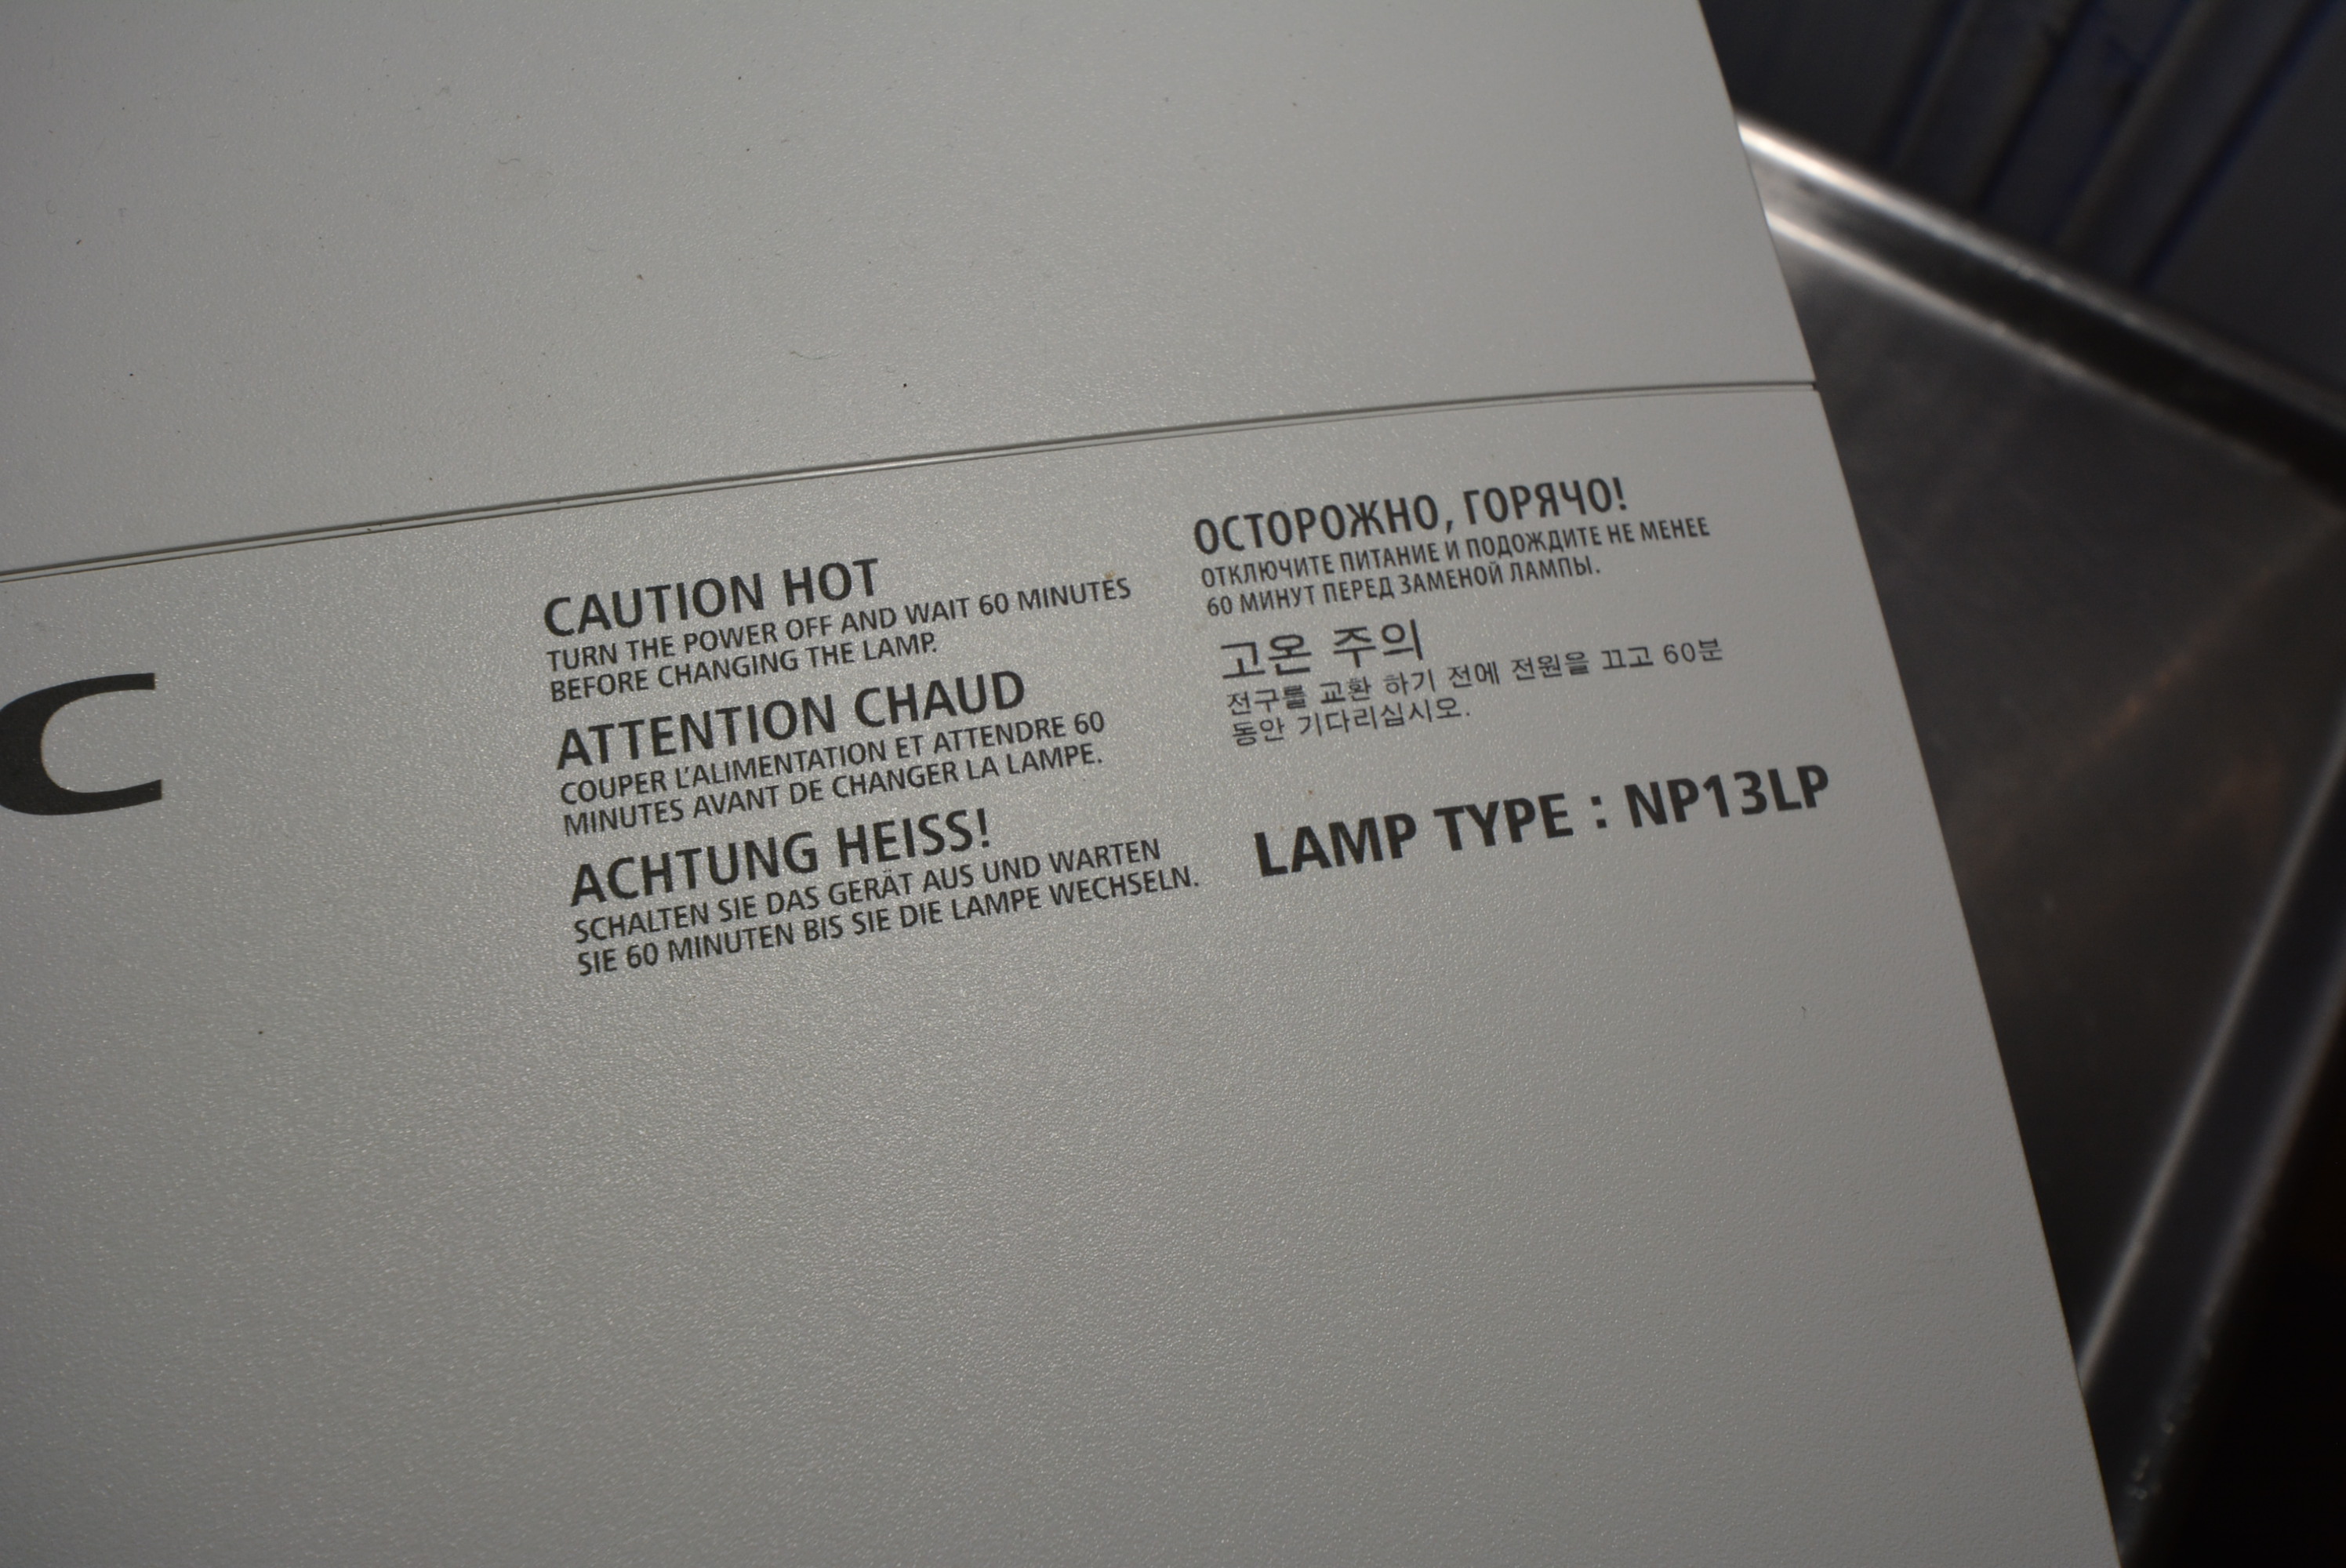 C
CAUTION HOT
TURN THE POWER OFF AND WAIT 60 MINUTES
BEFORE CHANGING THE LAMP.
ATTENTION CHAUD
COUPER L'ALIMENTATION ET ATTENDRE 60
MINUTES AVANT DE CHANGER LA LAMPE.
ACHTUNG HEISS!
SCHALTEN SIE DAS GERÄT AUS UND WARTEN
SIE 60 MINUTEN BIS SIE DIE LAMPE WECHSELN.
ОСТОРОЖНО, ГОРЯЧО!
ОТКЛЮЧИТЕ ПИТАНИЕ И ПОДОЖДИТЕ НЕ МЕНЕЕ
60 МИНУТ ПЕРЕД ЗАМЕНОЙ ЛАМПЫ.
고온 주의
전구를 교환 하기 전에 전원을 끄고 60분
동안 기다리십시오.
LAMP TYPE : NP13LP